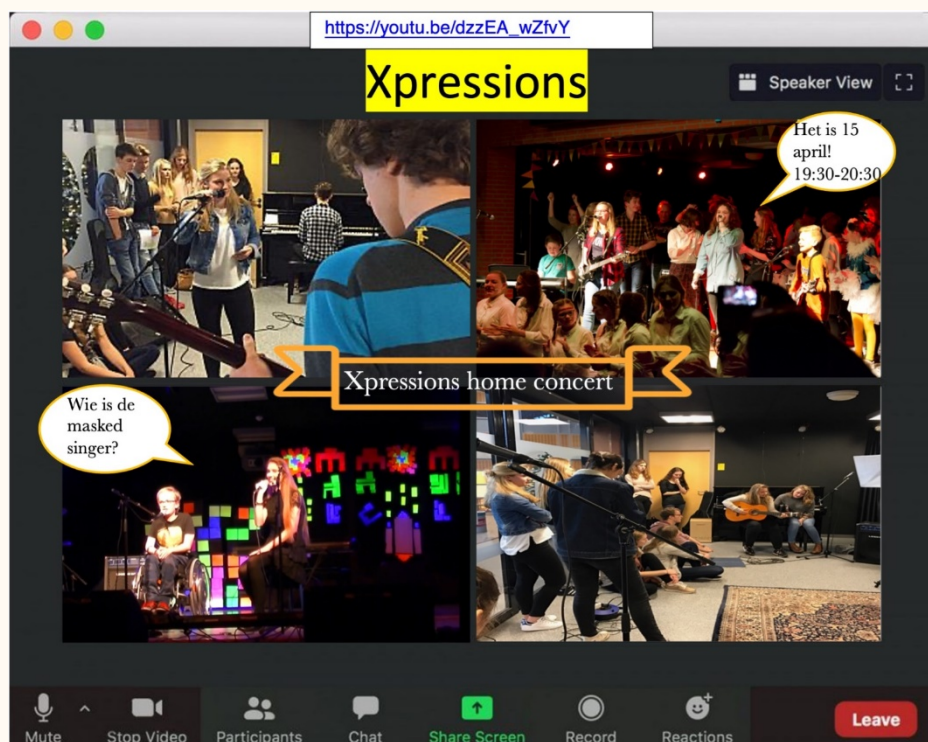 https://youtu.be/dzzEA_wZfvY
Xpressions
Speaker View
Het is 15
april!
19:30-20:30
Xpressions home concert
Wie is de
masked
singer?
Mute
Stop Video
Participants
Chat
Share Screen
Record
Reactions
Leave